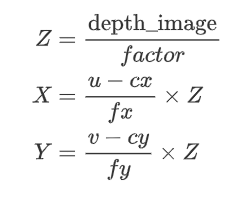 Z = depth_image / factor
X = u − cx / fx × Z
Y = v − cy / fy × Z